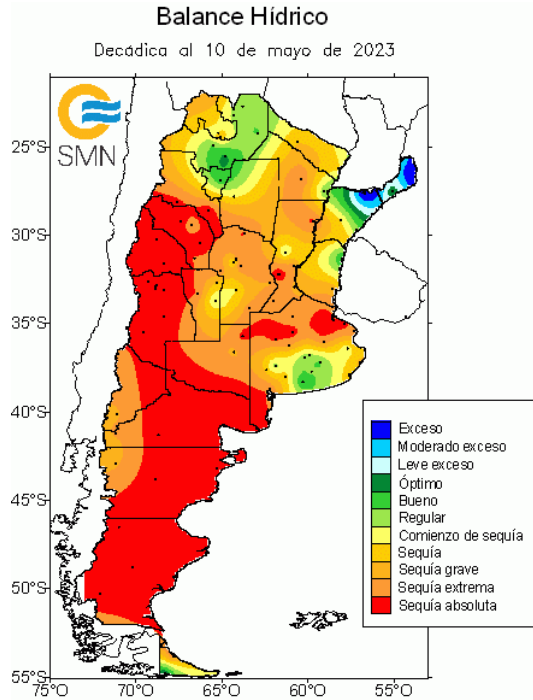 Balance Hídrico
Decádica al 10 de mayo de 2023
SMN
25°S
30°S
35°S
40°S
45°S
50°S
55°S
75°O
70°O
65°O
60°O
55°O
Exceso
Moderado exceso
Leve exceso
Óptimo
Bueno
Regular
Comienzo de sequía
Sequía
Sequía grave
Sequía extrema
Sequía absoluta